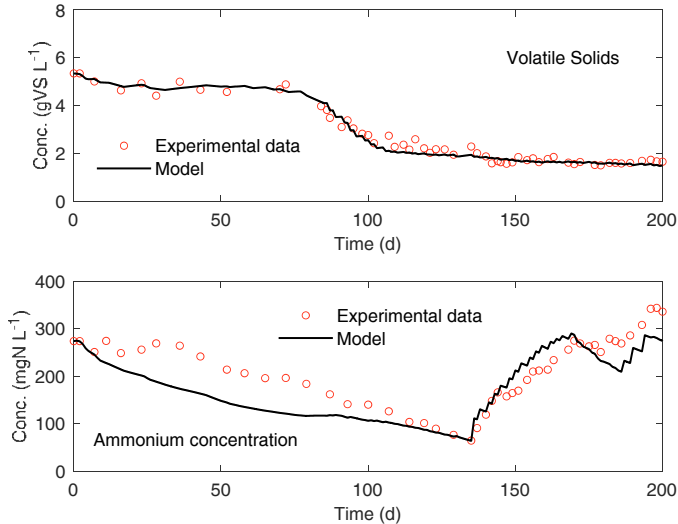 8
6
4
2
0
Conc. (gVS L⁻¹)
Volatile Solids
Experimental data
Model
0
50
100
150
200
Time (d)
400
300
200
100
0
Conc. (mgN L⁻¹)
Experimental data
Model
Ammonium concentration
0
50
100
150
200
Time (d)